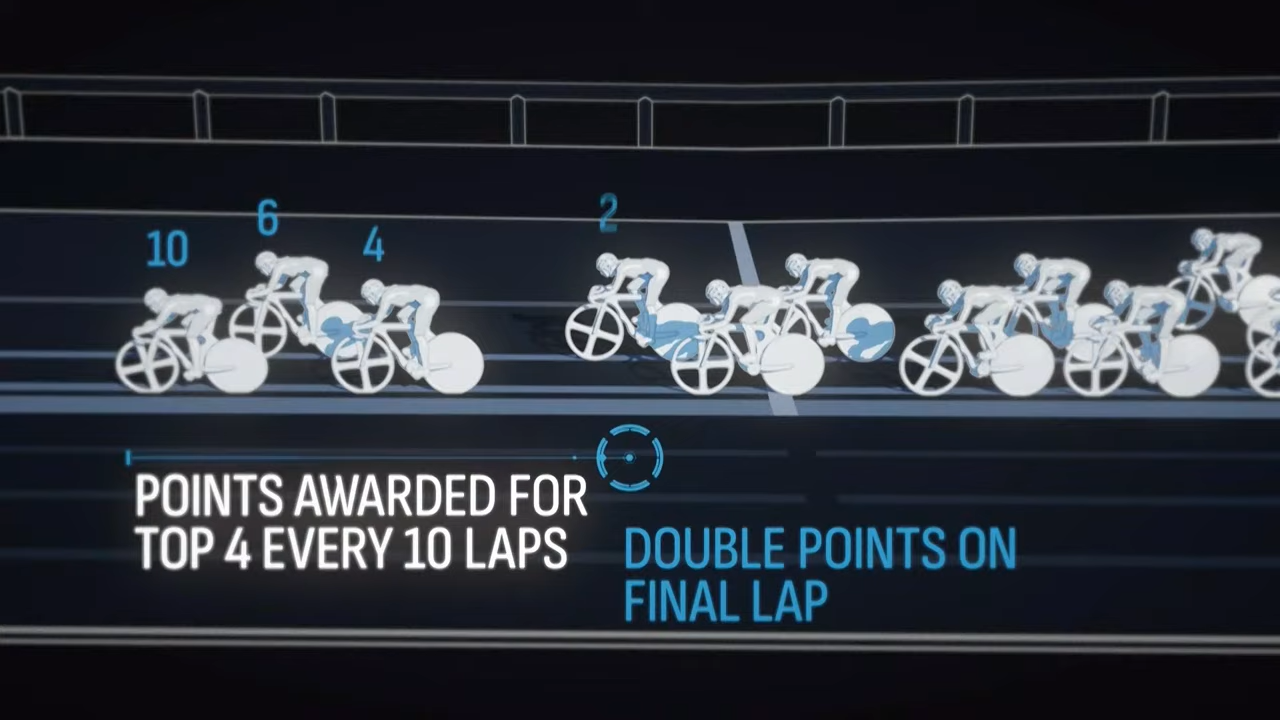 10
6
4
2
POINTS AWARDED FOR
TOP 4 EVERY 10 LAPS
DOUBLE POINTS ON
FINAL LAP